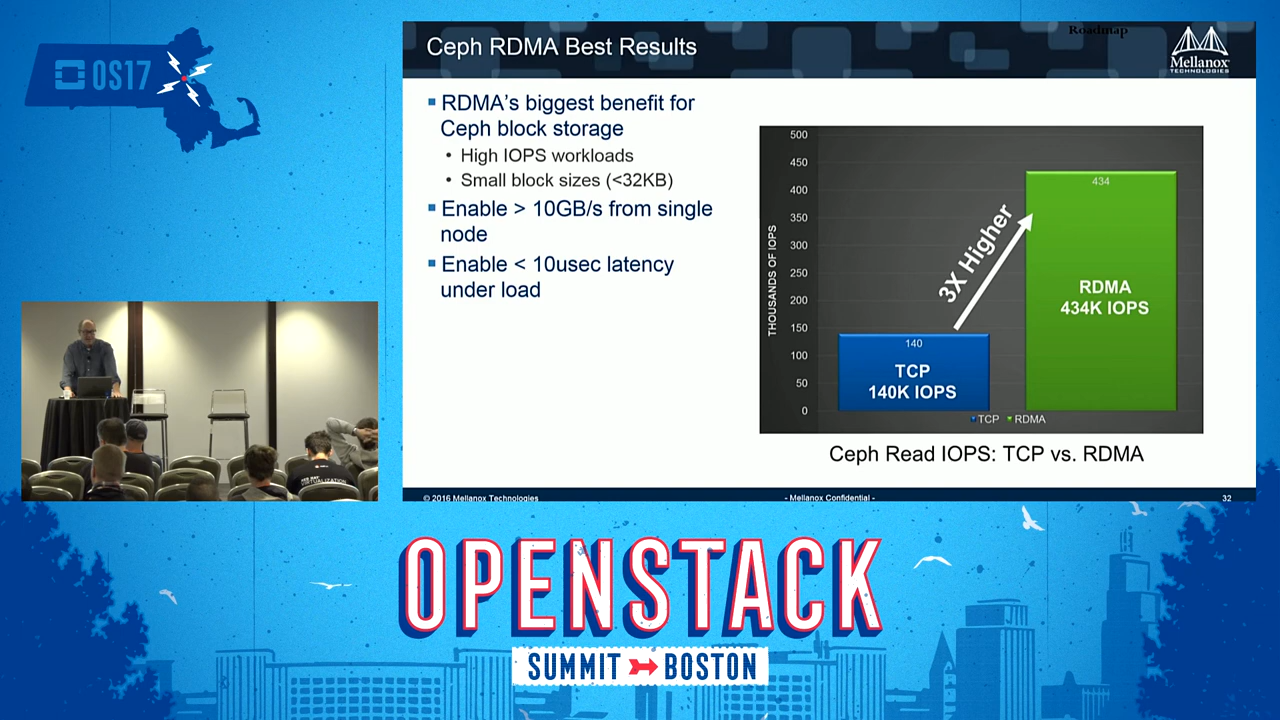 OS17
Roadmap
Ceph RDMA Best Results
Mellanox
TECHNOLOGIES
RDMA's biggest benefit for
Ceph block storage
High IOPS workloads
Small block sizes (<32KB)
Enable > 10GB/s from single
node
Enable < 10usec latency
under load
THOUSANDS OF IOPS
500
450
400
350
300
250
200
150
100
50
0
434
3X Higher
RDMA
434K IOPS
140
TCP
140K IOPS
TCP RDMA
Ceph Read IOPS: TCP vs. RDMA
© 2016 Mellanox Technologies
- Mellanox Confidential -
32
VIRTUALIZATION
OPENSTACK
SUMMIT BOSTON